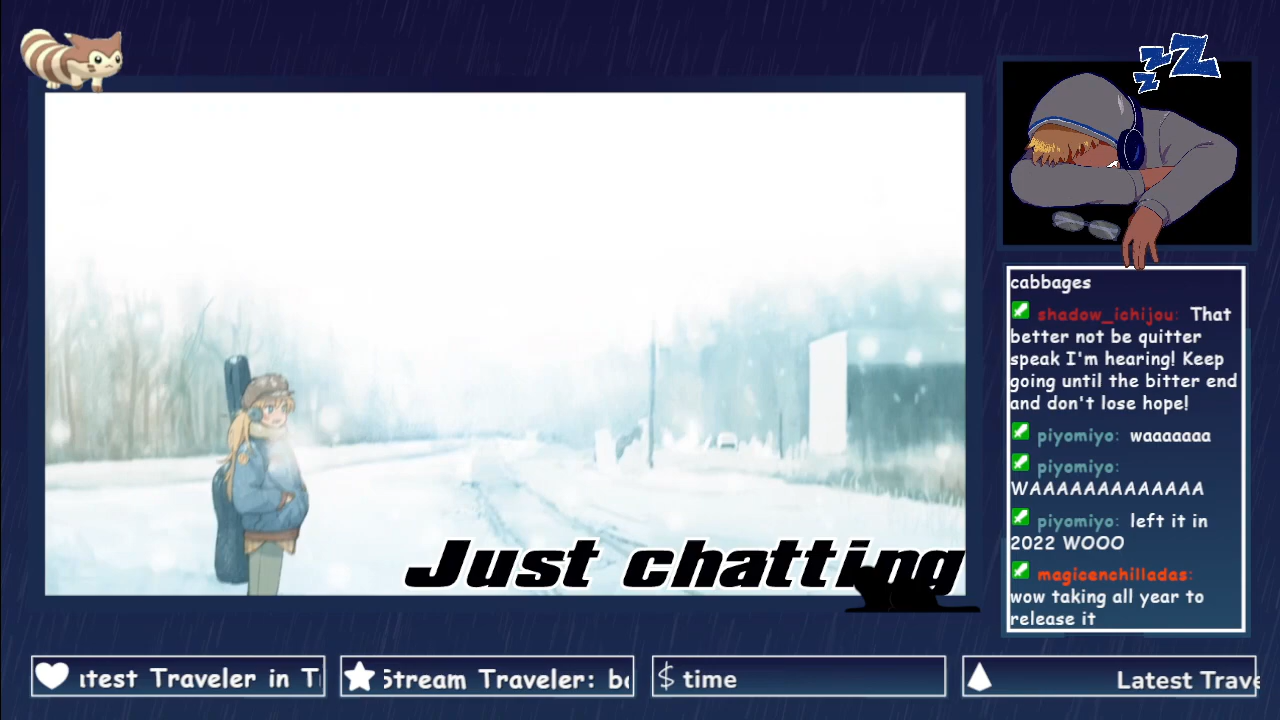 zzZ
cabbages
shadow_ichijou: That
better not be quitter
speak I'm hearing! Keep
going until the bitter end
and don't lose hope!
piyomiyo: waaaaaaa
piyomiyo:
WAAAAAAAAAAAAA
piyomiyo: left it in
2022 WOOO
magicenchilladas:
wow taking all year to
release it
Just chatting
test Traveler in T
Stream Traveler: b
$ time
Latest Trave